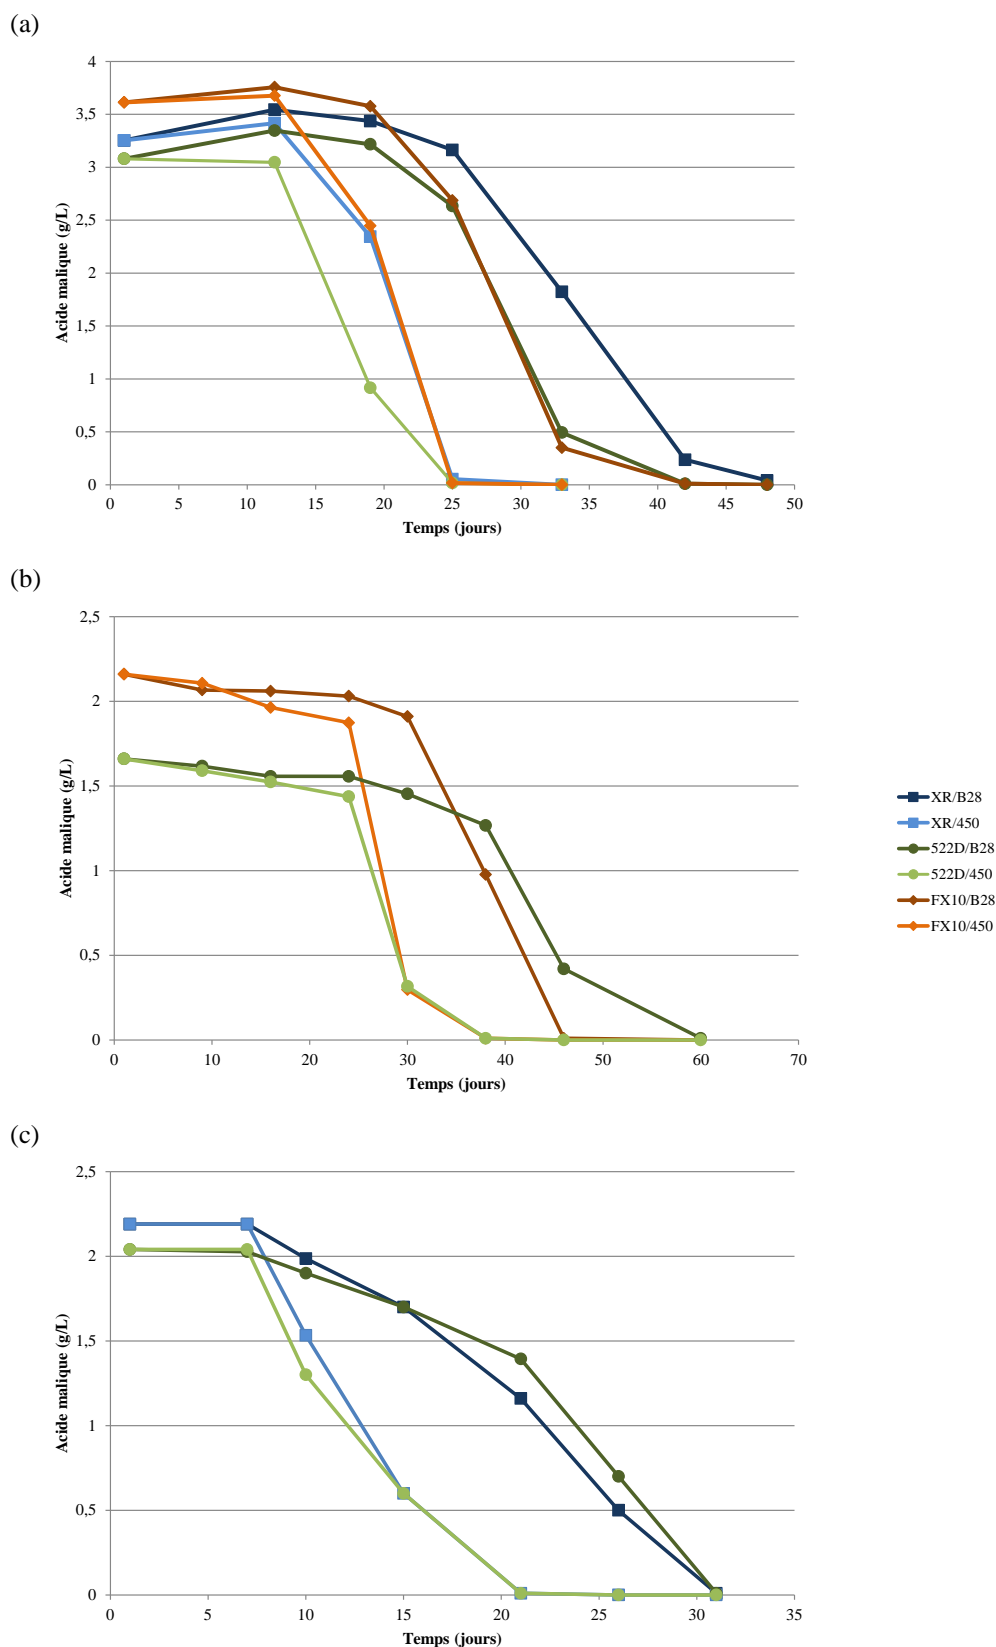 (a)
4
3,5
3
2,5
2
1,5
1
0,5
0
Acide malique (g/L)
0 5 10 15 20 25 30 35 40 45 50
Temps (jours)
(b)
2,5
2
1,5
1
0,5
0
Acide malique (g/L)
0 10 20 30 40 50 60 70
Temps (jours)
XR/B28
XR/450
522D/B28
522D/450
FX10/B28
FX10/450
(c)
2,5
2
1,5
1
0,5
0
Acide malique (g/L)
0 5 10 15 20 25 30 35
Temps (jours)